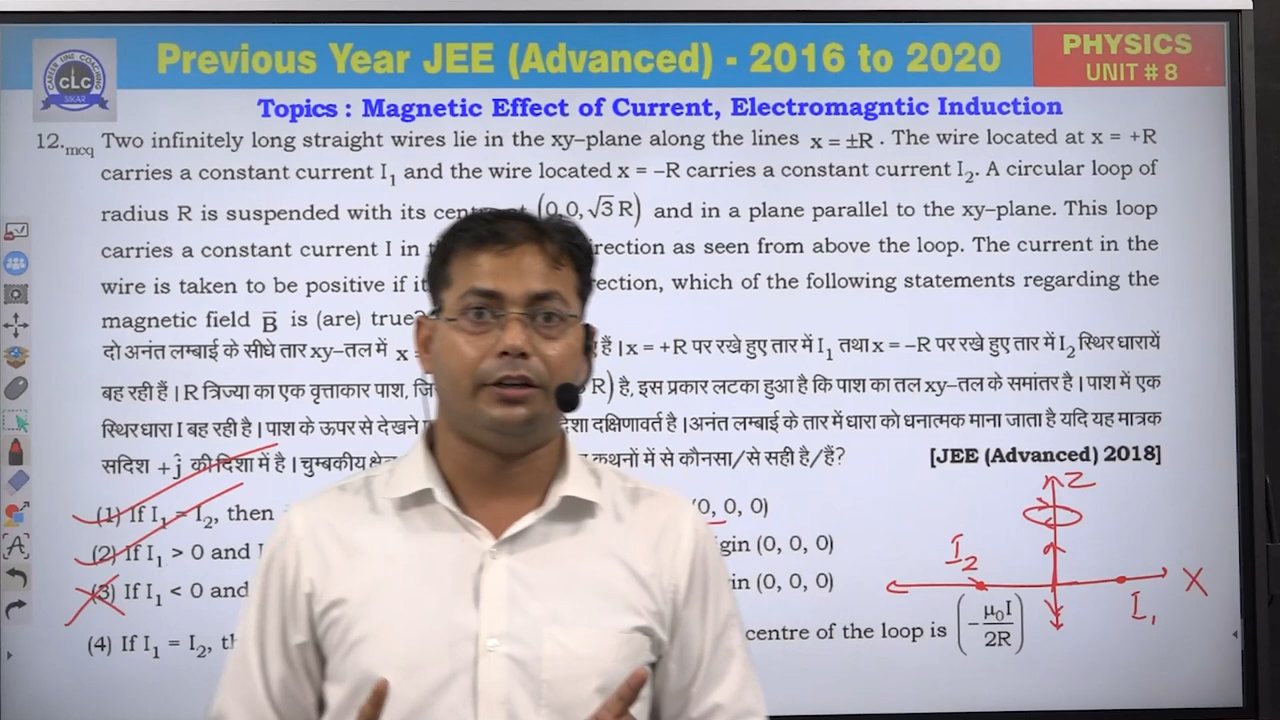 CAREER LINE COACHING
CLC
SIKAR
Previous Year JEE (Advanced) - 2016 to 2020
PHYSICS
UNIT # 8
Topics : Magnetic Effect of Current, Electromagntic Induction
12.mcq Two infinitely long straight wires lie in the xy–plane along the lines x = ±R . The wire located at x = +R
carries a constant current I₁ and the wire located x = –R carries a constant current I₂. A circular loop of
radius R is suspended with its (0,0,√3 R) and in a plane parallel to the xy–plane. This loop
carries a constant current I in as seen from above the loop. The current in the
wire is taken to be positive if which of the following statements regarding the
magnetic field B⃗ is (are) true?
दो अनंत लम्बाई के सीधे तार xy–तल में x हैं । x = +R पर रखे हुए तार में I₁ तथा x = –R पर रखे हुए तार में I₂ स्थिर धारायें
बह रही हैं । R त्रिज्या का एक वृत्ताकार पाश, R) है, इस प्रकार लटका हुआ है कि पाश का तल xy–तल के समांतर है । पाश में एक
स्थिर धारा I बह रही है । पाश के ऊपर से देखने दक्षिणावर्त है । अनंत लम्बाई के तार में धारा को धनात्मक माना जाता है यदि यह मात्रक
सदिश +ĵ की दिशा में है । चुम्बकीय कथनों में से कौनसा/से सही है/हैं?
[JEE (Advanced) 2018]
(1) If I₁ = I₂, then (0, 0, 0)
(2) If I₁ > 0 and (0, 0, 0)
(3) If I₁ < 0 and (0, 0, 0)
(4) If I₁ = I₂, centre of the loop is (-μ₀I/2R)
Z
I₂
X
I₁